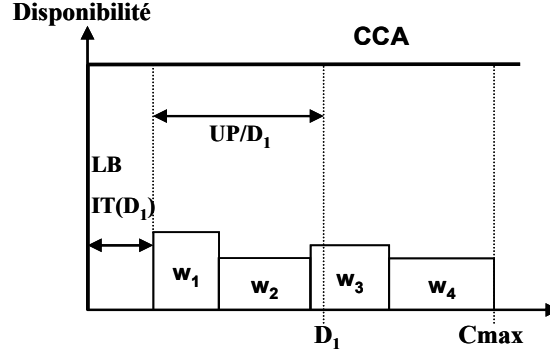 Disponibilité
CCA
UP/D₁
LB
IT(D₁)
w₁
w₂
w₃
w₄
D₁
Cmax